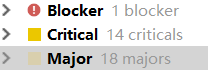 Blocker 1 blocker
Critical 14 criticals
Major 18 majors